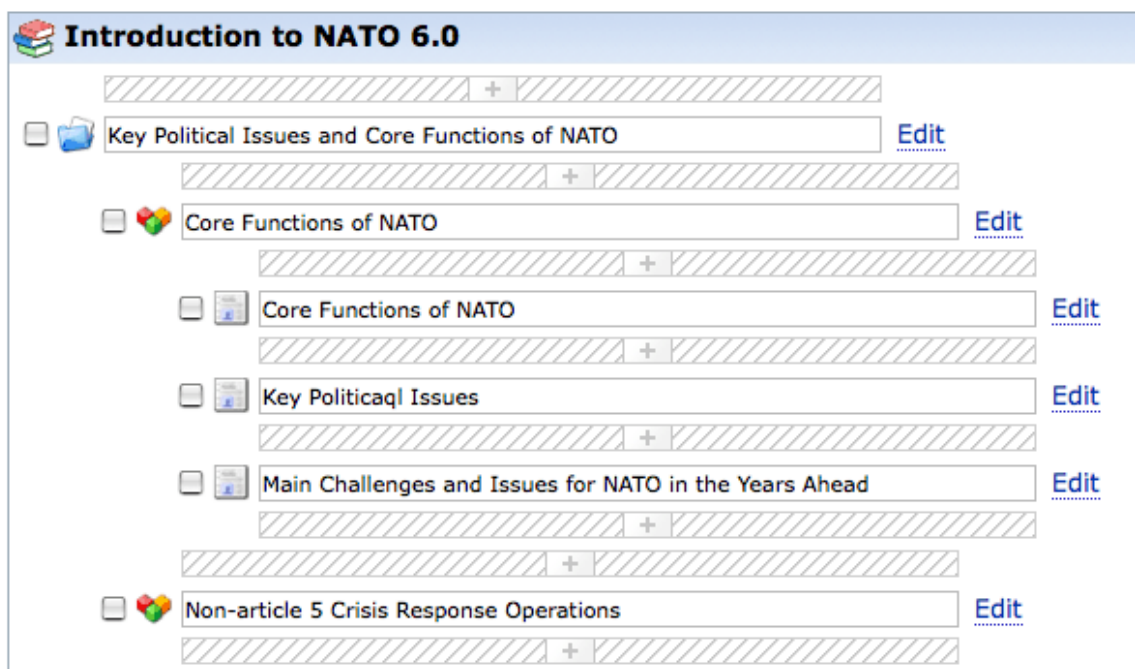 Introduction to NATO 6.0
+
Key Political Issues and Core Functions of NATO Edit
+
Core Functions of NATO Edit
+
Core Functions of NATO Edit
+
Key Politicaql Issues Edit
+
Main Challenges and Issues for NATO in the Years Ahead Edit
+
+
Non-article 5 Crisis Response Operations Edit
+